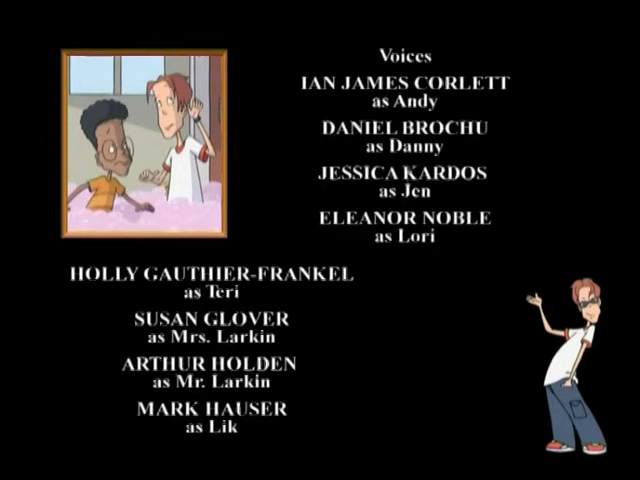 Voices
IAN JAMES CORLETT
as Andy
DANIEL BROCHU
as Danny
JESSICA KARDOS
as Jen
ELEANOR NOBLE
as Lori
HOLLY GAUTHIER-FRANKEL
as Teri
SUSAN GLOVER
as Mrs. Larkin
ARTHUR HOLDEN
as Mr. Larkin
MARK HAUSER
as Lik